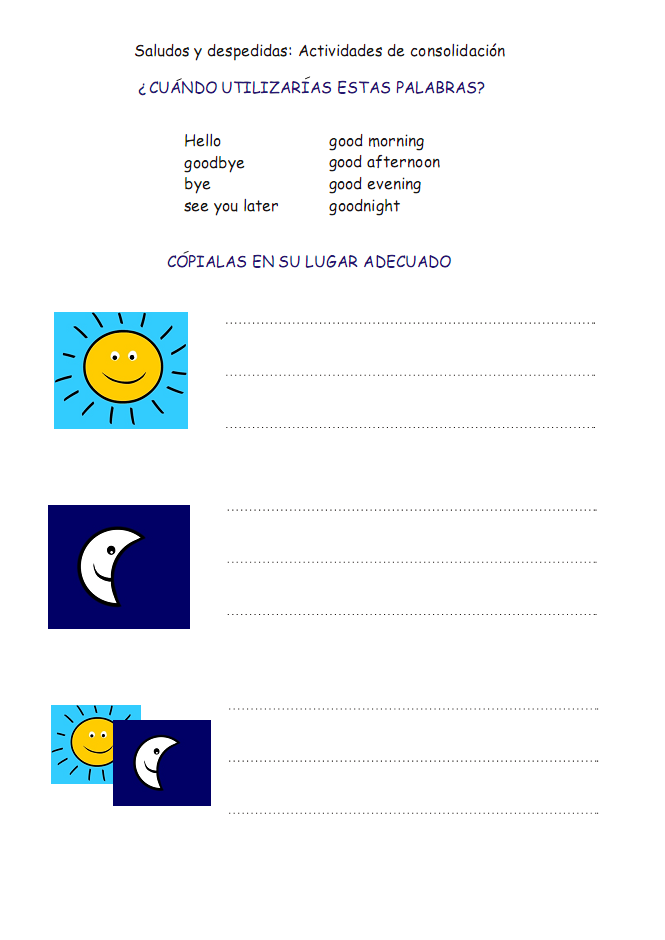 Saludos y despedidas: Actividades de consolidación
¿CUÁNDO UTILIZARÍAS ESTAS PALABRAS?
Hello
goodbye
bye
see you later
good morning
good afternoon
good evening
goodnight
CÓPIALAS EN SU LUGAR ADECUADO